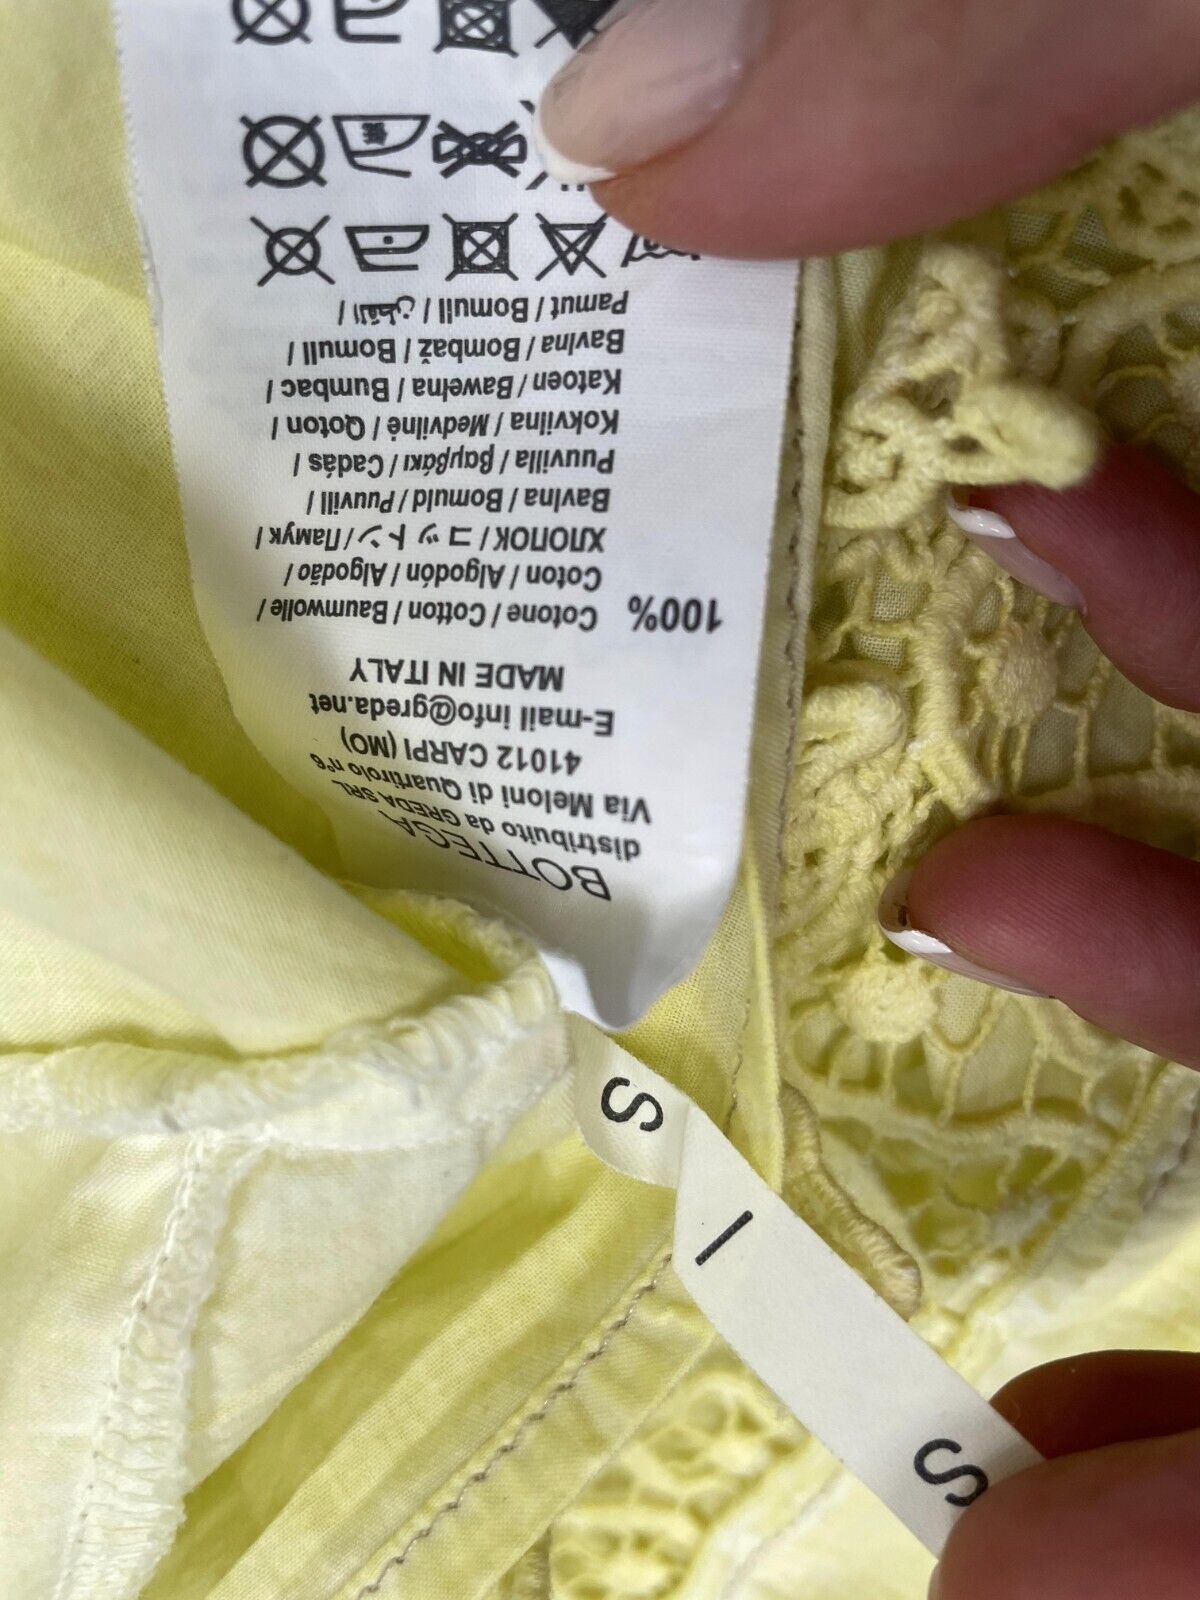 BOTTEGA
distribuito da GREDA SRL
Via Meloni di Quartirolo n°6
41012 CARPI (MO)
E-mail info@greda.net
MADE IN ITALY
100% Cotone / Cotton / Baumwolle /
Coton / Algodón / Algodão /
ХЛОПОК / コットン / Памук /
Bavlna / Bomuld / Puuvill /
Puuvilla / βαμβάκι / Cadás /
Kokvilna / Medvilnė / Qoton /
Katoen / Bawełna / Bumbac /
Bavlna / Bombaž / Bomull /
Pamut / Bomull / القطن /
S
I
S